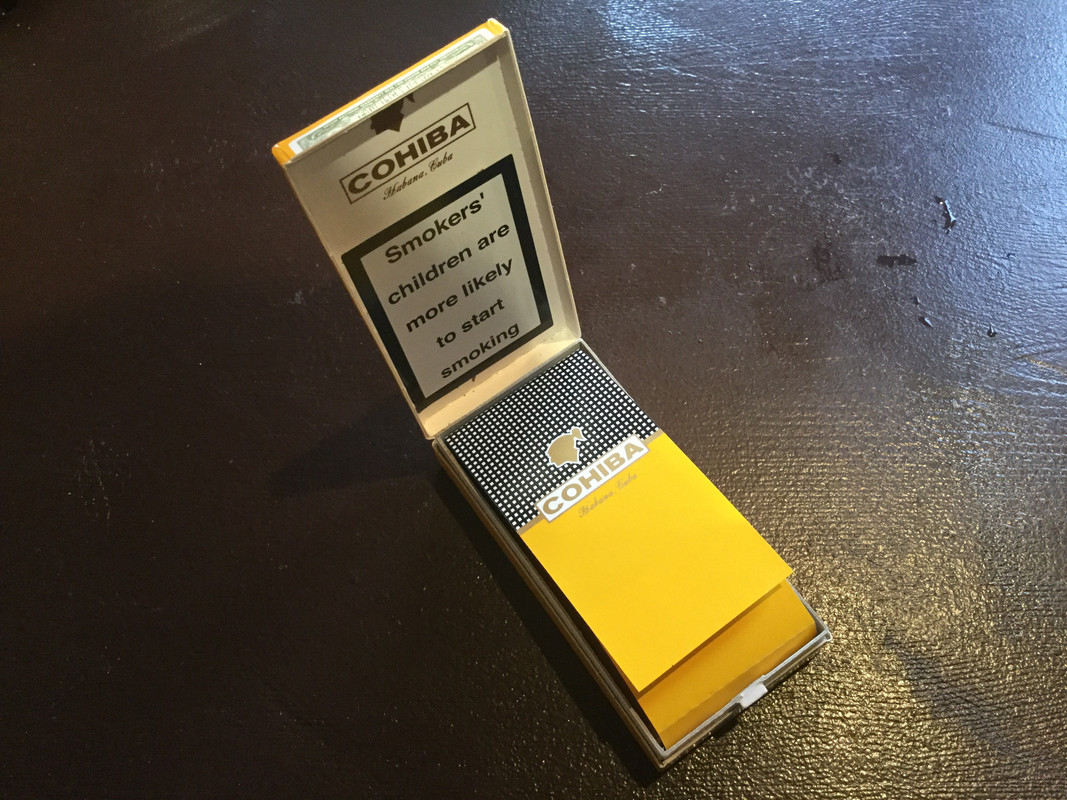 COHIBA
Habana, Cuba
Smokers'
children are
more likely
to start
smoking
COHIBA
Habana, Cuba